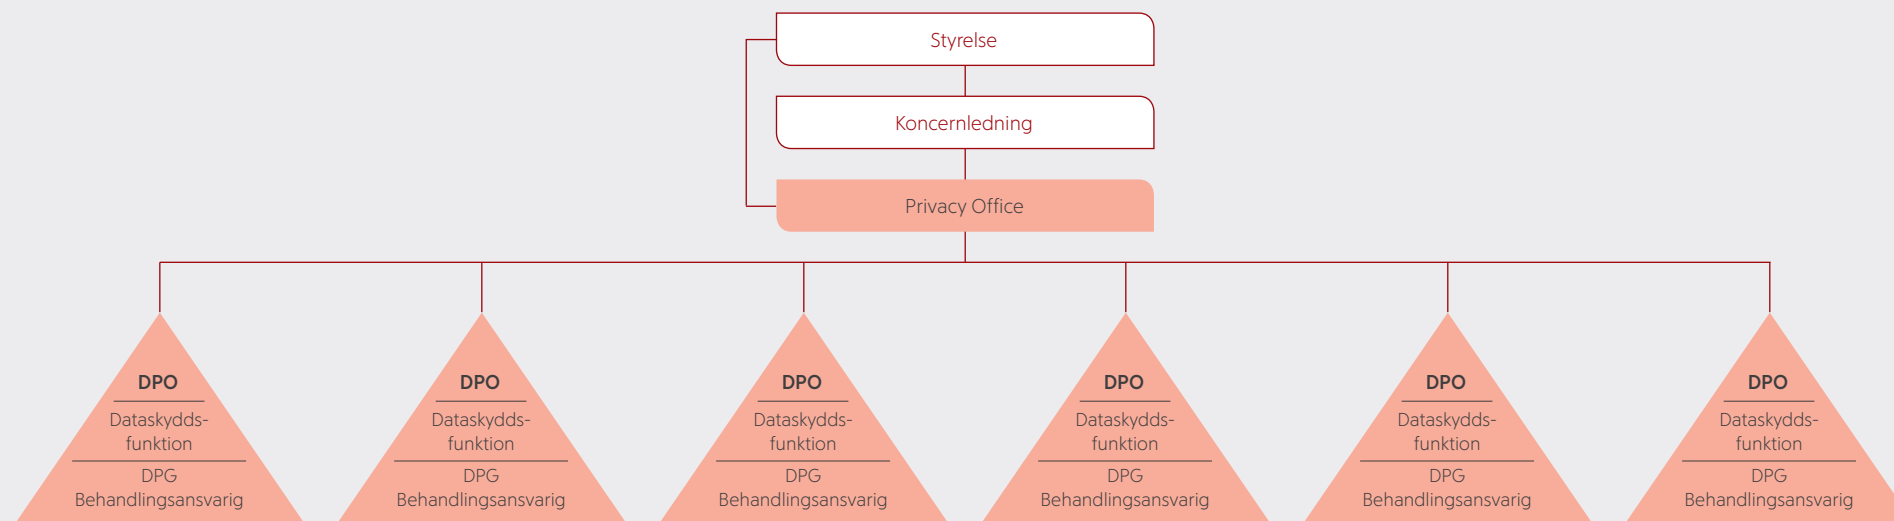 Styrelse
Koncernledning
Privacy Office
DPO
Dataskydds-
funktion
DPG
Behandlingsansvarig
DPO
Dataskydds-
funktion
DPG
Behandlingsansvarig
DPO
Dataskydds-
funktion
DPG
Behandlingsansvarig
DPO
Dataskydds-
funktion
DPG
Behandlingsansvarig
DPO
Dataskydds-
funktion
DPG
Behandlingsansvarig
DPO
Dataskydds-
funktion
DPG
Behandlingsansvarig